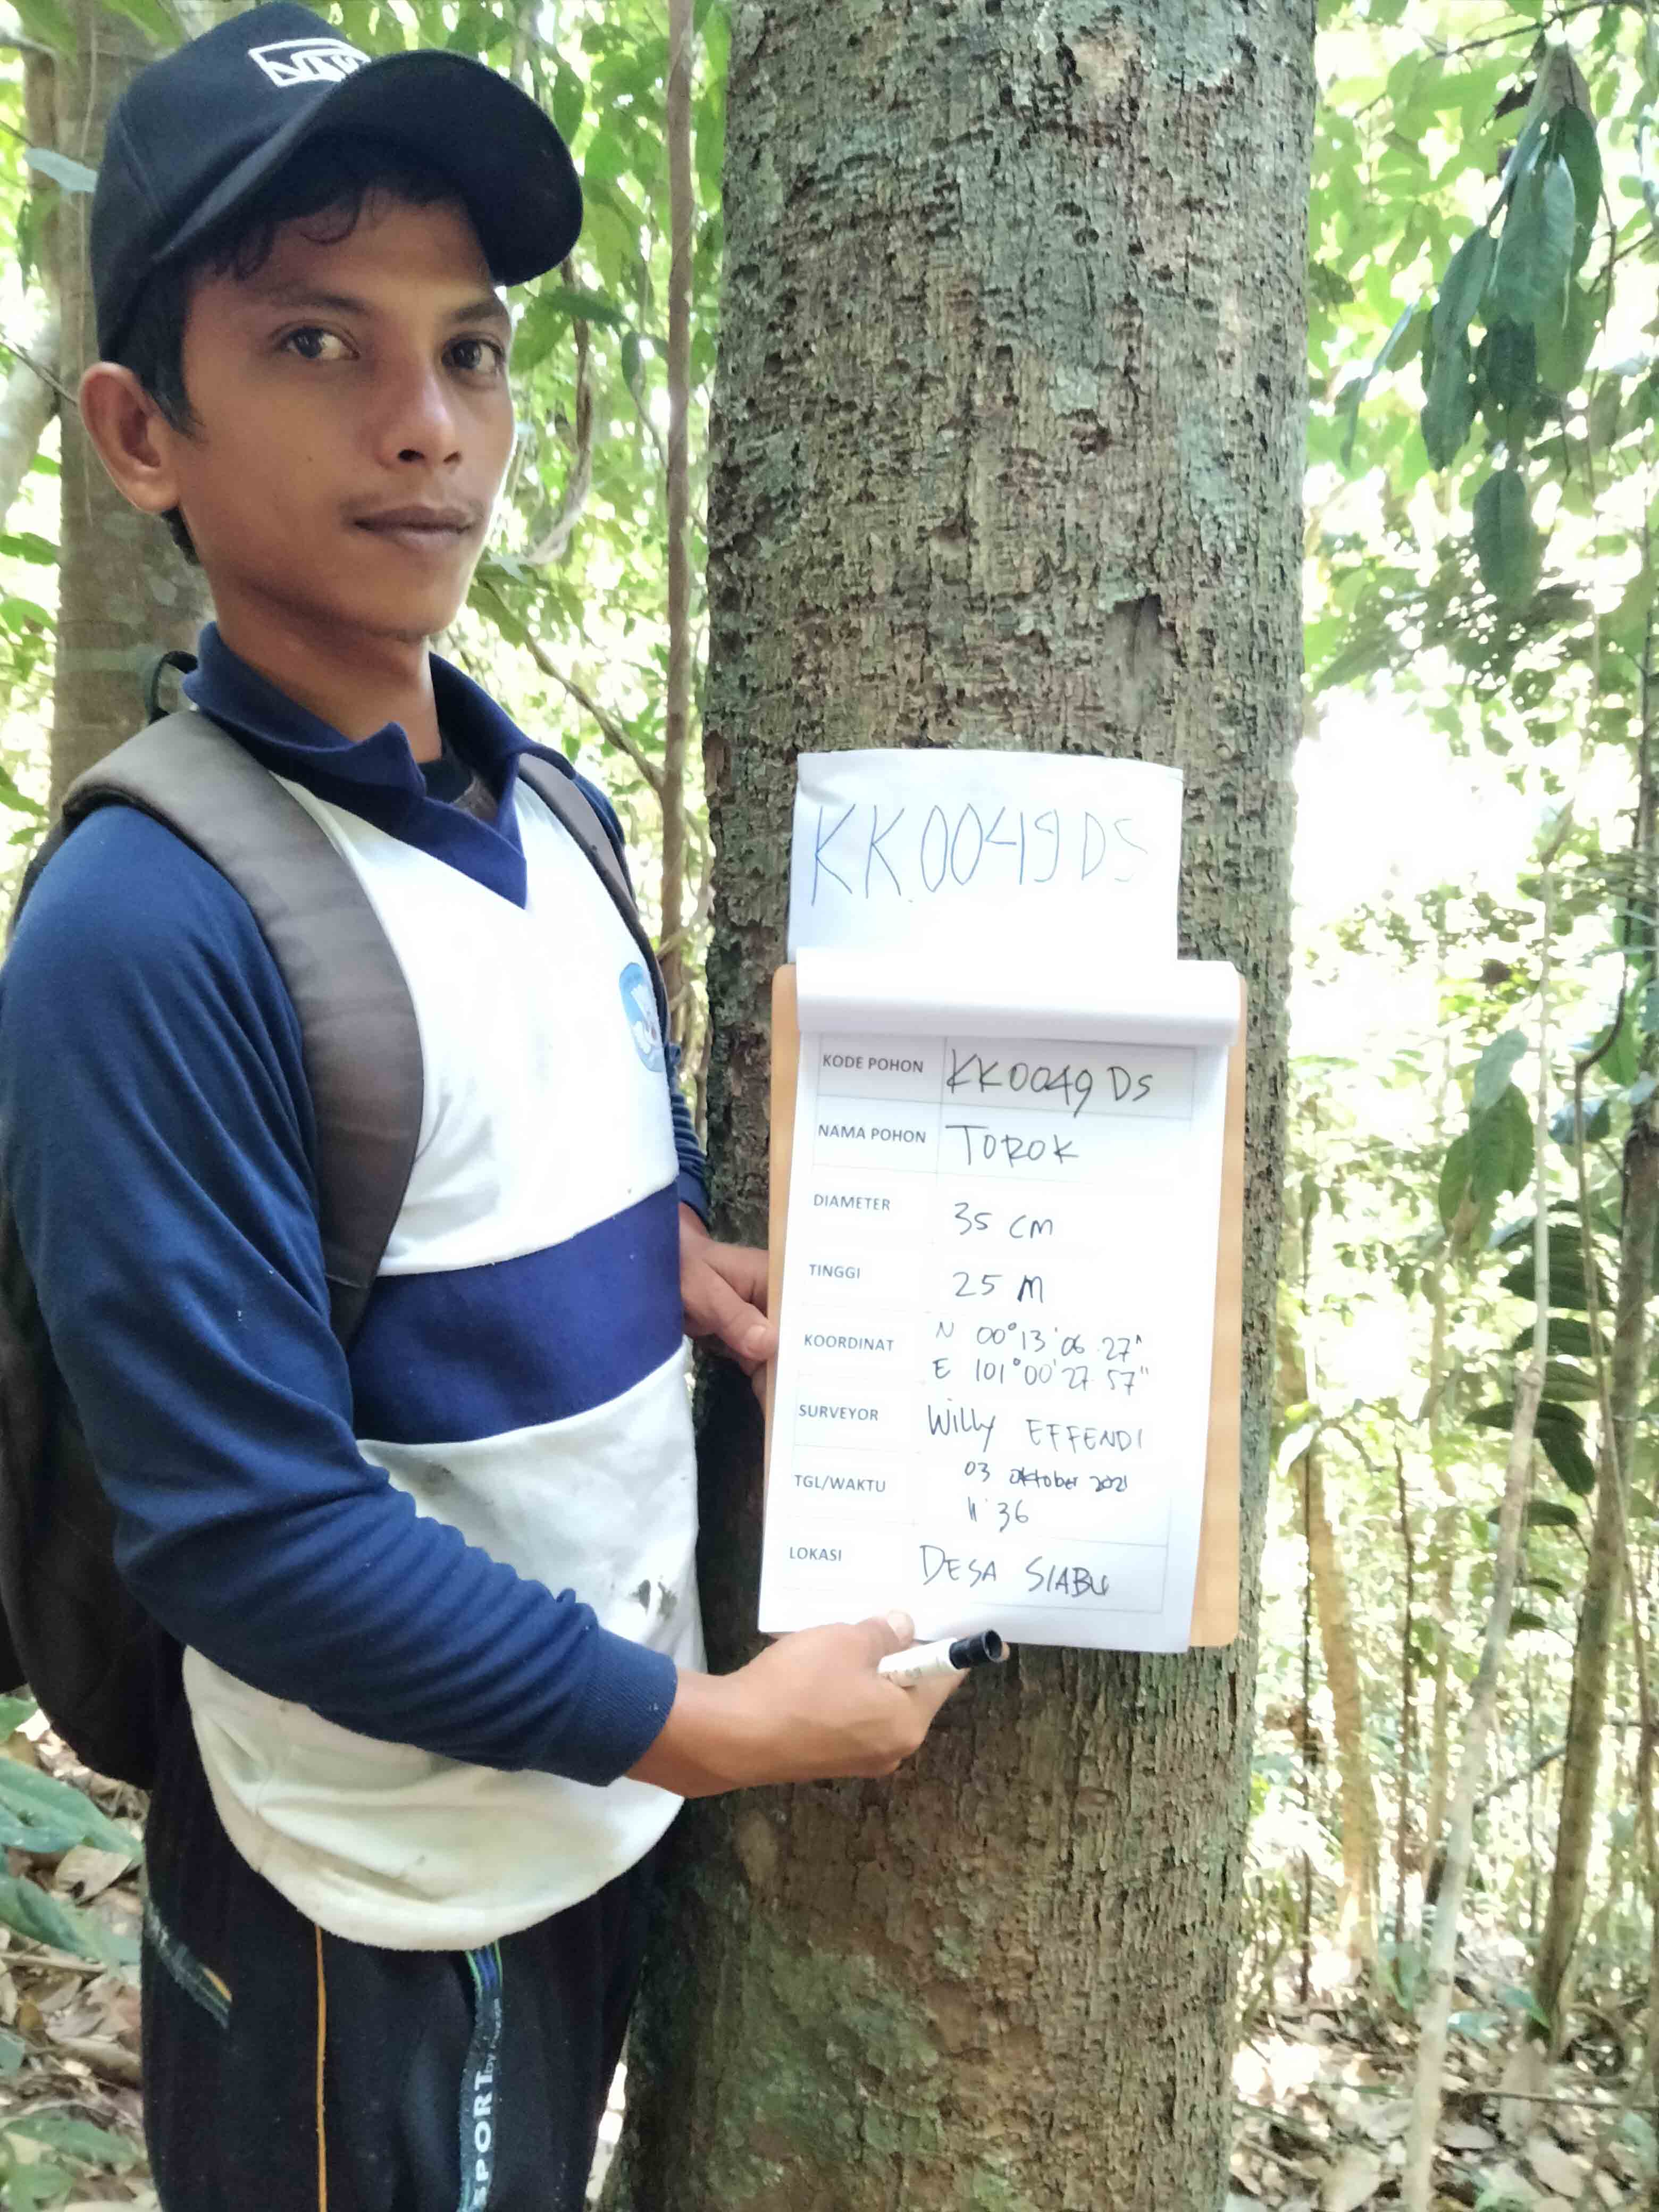 KK0049DS
KODE POHON KK0049 DS
NAMA POHON TOROK
DIAMETER 35 CM
TINGGI 25 M
KOORDINAT N 00°13'06.27"
E 101°00'27.57"
SURVEYOR Willy EFFENDI
TGL/WAKTU 03 Oktober 2021
11.36
LOKASI DESA SIABU
SPORT